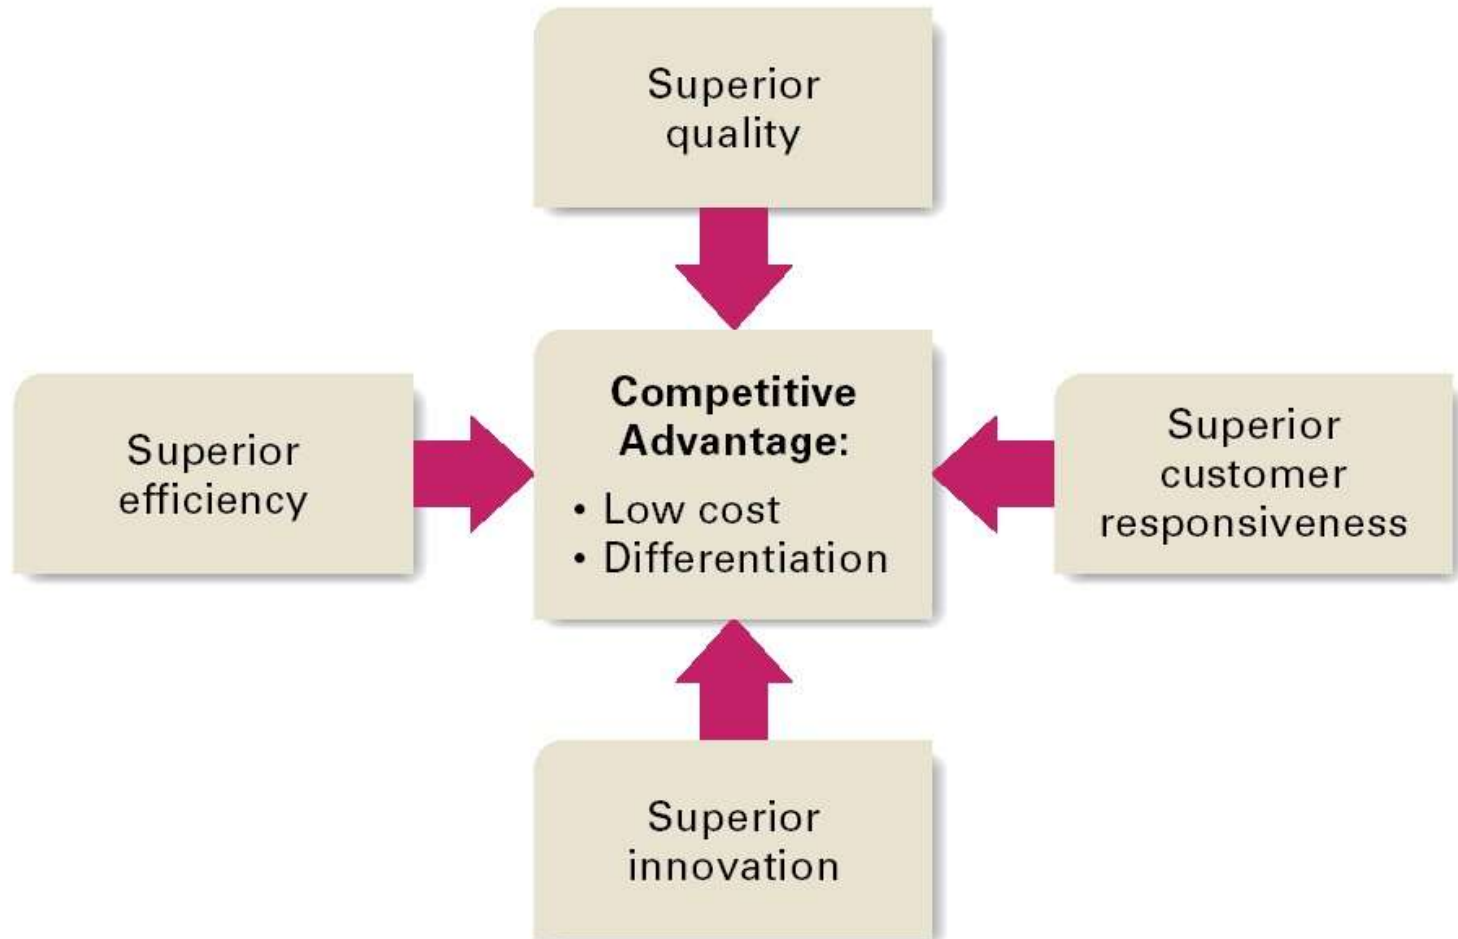 Superior
quality
Superior
efficiency
Competitive
Advantage:
• Low cost
• Differentiation
Superior
customer
responsiveness
Superior
innovation